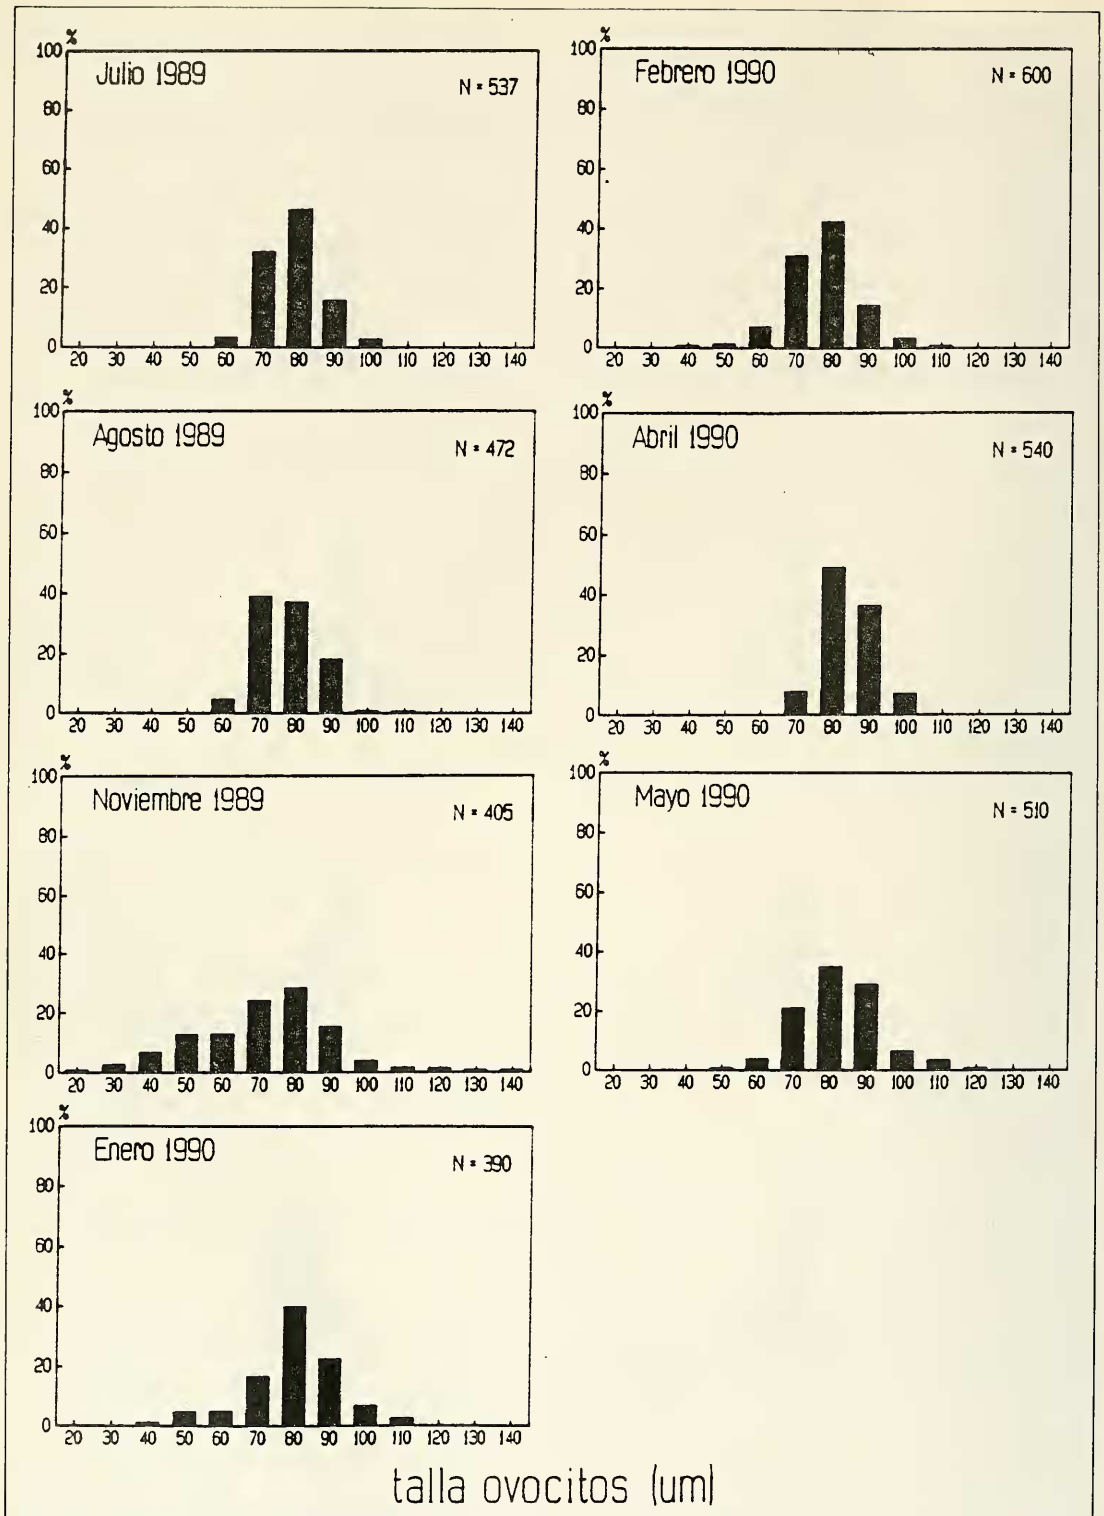 %
100
Julio 1989
N = 537
80
60
40
20
0
20 30 40 50 60 70 80 90 100 110 120 130 140
%
100
Agosto 1989
N = 472
80
60
40
20
0
20 30 40 50 60 70 80 90 100 110 120 130 140
%
100
Noviembre 1989
N = 405
80
60
40
20
0
20 30 40 50 60 70 80 90 100 110 120 130 140
%
100
Enero 1990
N = 390
80
60
40
20
0
20 30 40 50 60 70 80 90 100 110 120 130 140
%
100
Febrero 1990
N = 600
80
60
40
20
0
20 30 40 50 60 70 80 90 100 110 120 130 140
%
100
Abril 1990
N = 540
80
60
40
20
0
20 30 40 50 60 70 80 90 100 110 120 130 140
%
100
Mayo 1990
N = 510
80
60
40
20
0
20 30 40 50 60 70 80 90 100 110 120 130 140
talla ovocitos (um)